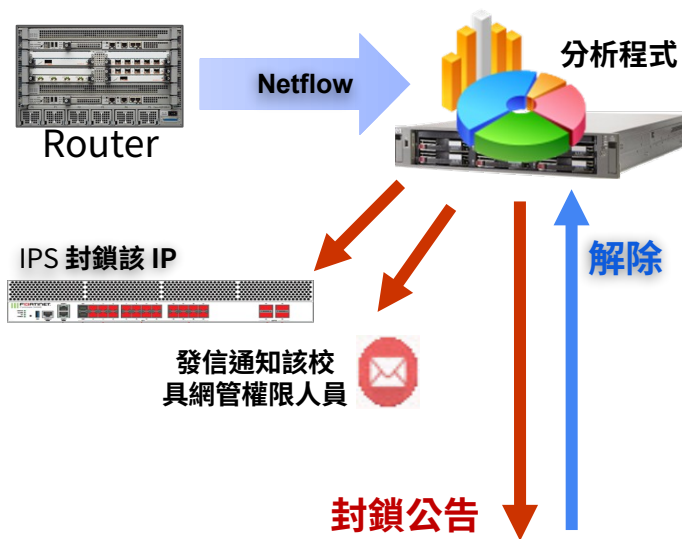 分析程式
Netflow
Router
IPS 封鎖該 IP
解除
FORTINET
發信通知該校
具網管權限人員
封鎖公告